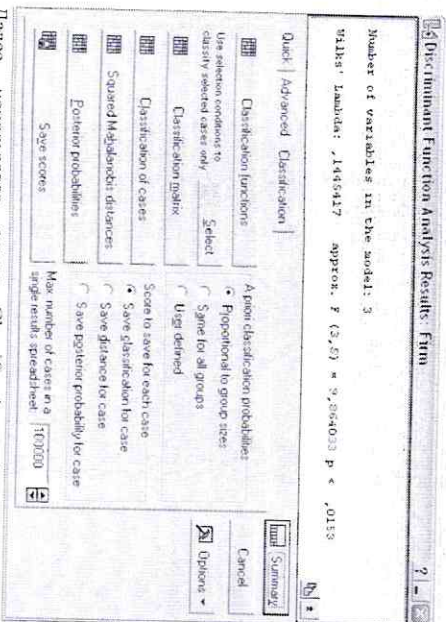 Discriminant Function Analysis Results: Firm
Number of variables in the model: 3
Wilks' Lambda: ,1445417 approx. F (3,5) = 9,864033 p < ,0153
Quick Advanced Classification
Classification functions
Use selection conditions to classify selected cases only
Select
Classification matrix
Classification of cases
Squared Mahalanobis distances
Posterior probabilities
Save scores
A priori classification probabilities
Proportional to group sizes
Same for all groups
User defined
Score to save for each case
Save classification for case
Save distance for case
Save posterior probability for case
Max number of cases in a
single results spreadsheet 100000
Summary
Cancel
Options